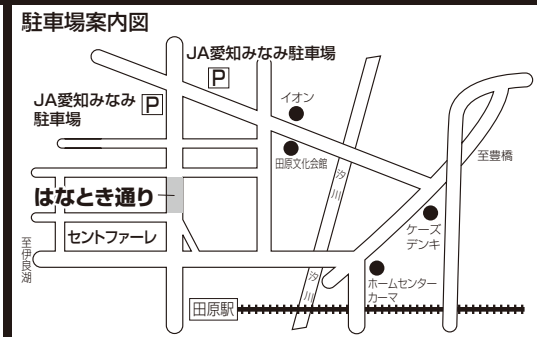 駐車場案内図
JA愛知みなみ駐車場
P
JA愛知みなみ
駐車場
P
イオン
田原文化会館
汐川
至豊橋
はなとき通り
セントファーレ
至伊良湖
ケーズ
デンキ
ホームセンター
カーマ
汐川
田原駅